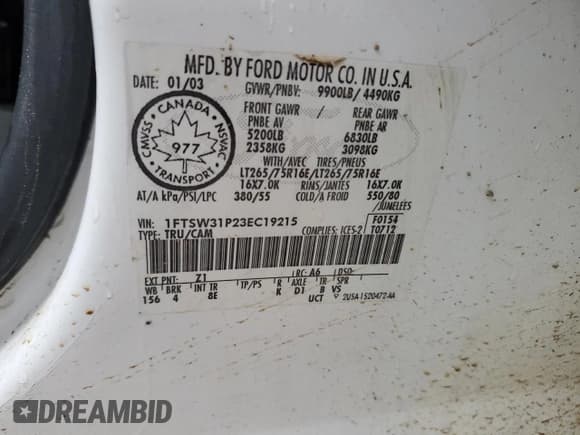 MFD. BY FORD MOTOR CO. IN U.S.A.
DATE: 01/03 GVWR/PNBV: 9900LB/ 4490KG
FRONT GAWR / REAR GAWR
PNBE AV PNBE AR
5200LB 6830LB
2358KG 3098KG
CMVSS CANADA NSVAC
977
TRANSPORT
WITH/AVEC TIRES/PNEUS
LT265/75R16E/LT265/75R16E
16X7.0K RIMS/JANTES 16X7.0K
AT/A kPa/PSI/LPC 380/55 COLD/A FROID 550/80
/JUMELEES
VIN: 1FTSW31P23EC19215 F0154
TYPE: TRU/CAM COMPLIES: ICES-2 T0712
EXT PNT: Z1 RC: A6 DSO:
WB BRK INT TR TP/PS R AXLE TR SPR
156 4 8E K D1 B VS
UCT 2U5A-1520472-AA
DREAMBID